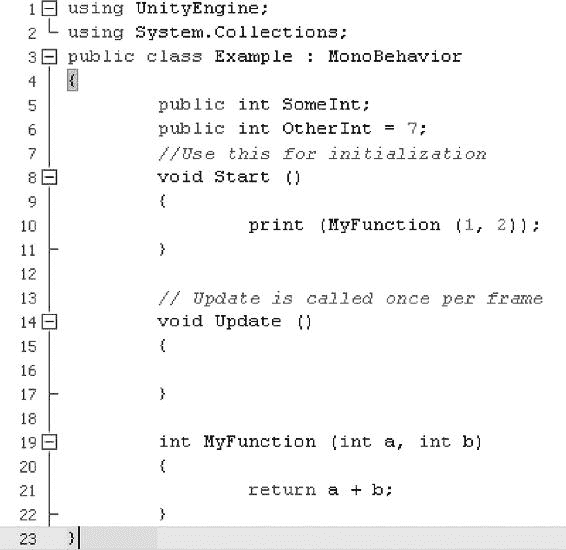 1 using UnityEngine;
2 using System.Collections;
3 public class Example : MonoBehavior
4 {
5 public int SomeInt;
6 public int OtherInt = 7;
7 //Use this for initialization
8 void Start ()
9 {
10 print (MyFunction (1, 2));
11 }
12
13 // Update is called once per frame
14 void Update ()
15 {
16
17 }
18
19 int MyFunction (int a, int b)
20 {
21 return a + b;
22 }
23 }